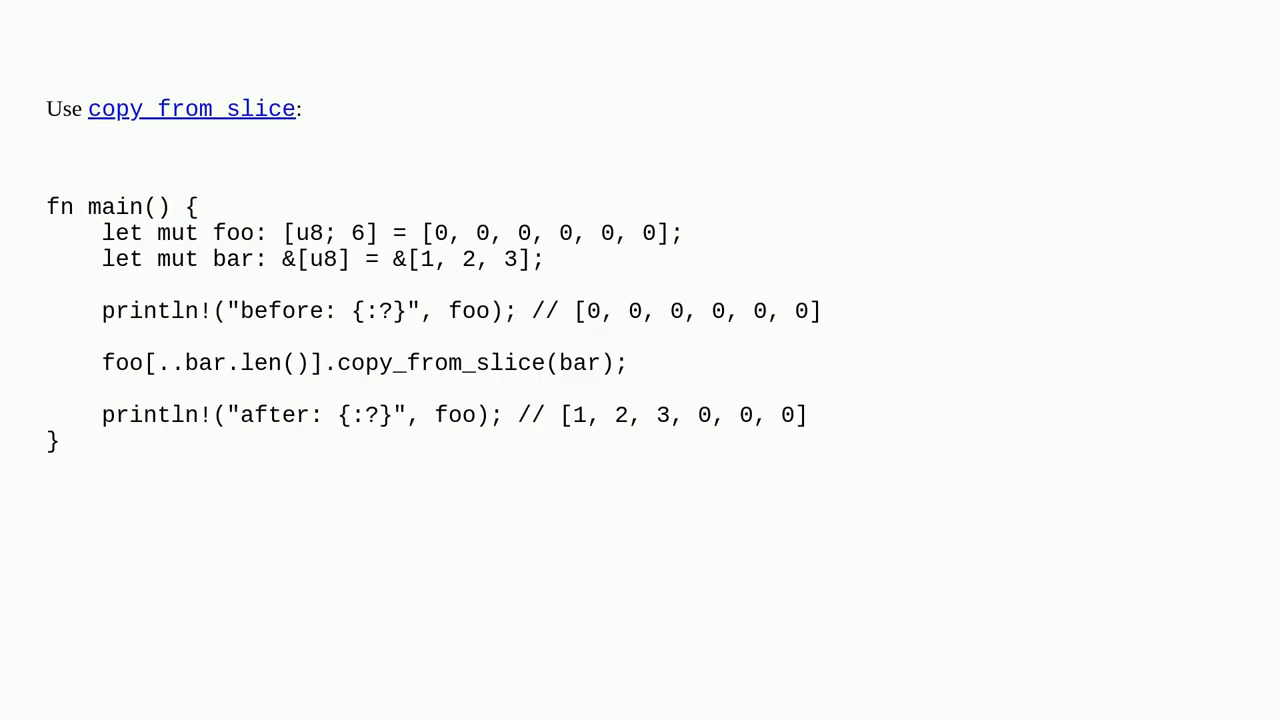 Use copy_from_slice:
fn main() {
    let mut foo: [u8; 6] = [0, 0, 0, 0, 0, 0];
    let mut bar: &[u8] = &[1, 2, 3];
    println!("before: {:?}", foo); // [0, 0, 0, 0, 0, 0]
    foo[..bar.len()].copy_from_slice(bar);
    println!("after: {:?}", foo); // [1, 2, 3, 0, 0, 0]
}